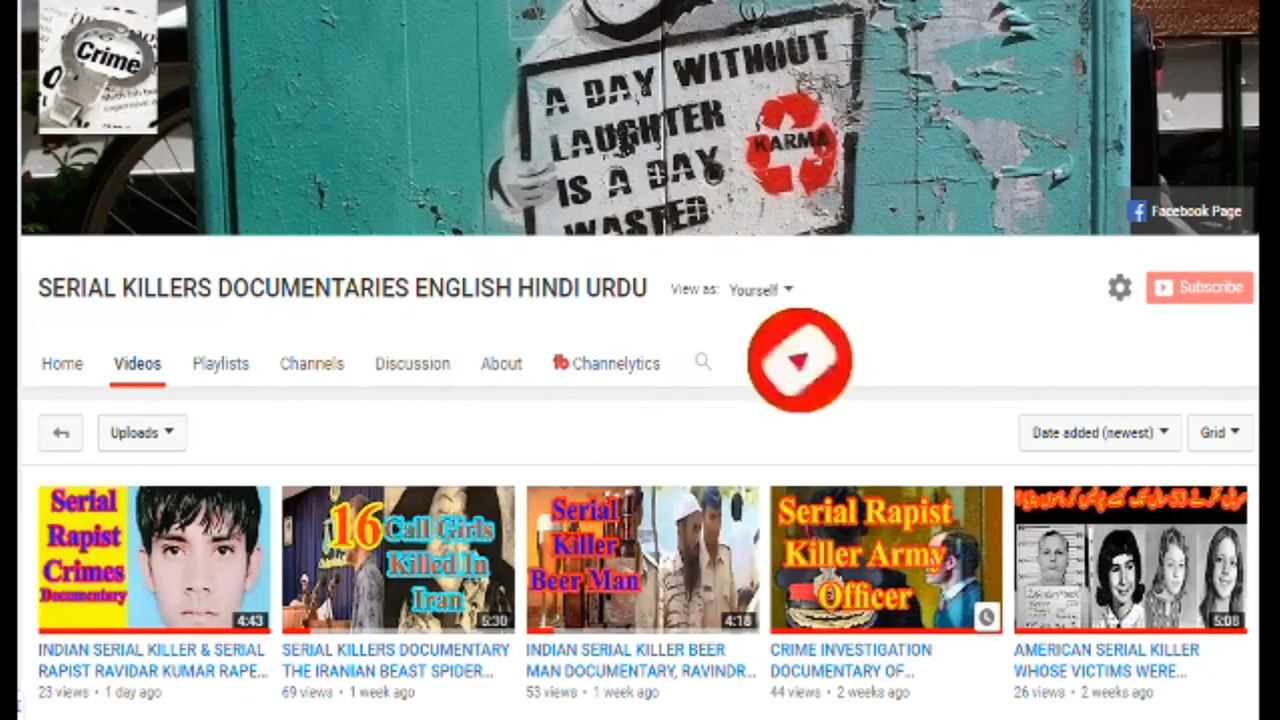 Crime
A DAY WITHOUT
LAUGHTER
IS A DAY
WASTED
KARMA
Facebook Page
SERIAL KILLERS DOCUMENTARIES ENGLISH HINDI URDU
View as: Yourself
Subscribe
Home Videos Playlists Channels Discussion About Channelytics
Uploads
Date added (newest) Grid
Serial
Rapist
Crimes
Documentary
4:43
16 Call Girls
Killed In
Iran
5:30
Serial
Killer
Beer Man
4:18
Serial Rapist
Killer Army
Officer
5:08
INDIAN SERIAL KILLER & SERIAL
RAPIST RAVIDAR KUMAR RAPE...
23 views • 1 day ago
SERIAL KILLERS DOCUMENTARY
THE IRANIAN BEAST SPIDER...
69 views • 1 week ago
INDIAN SERIAL KILLER BEER
MAN DOCUMENTARY, RAVINDR...
53 views • 1 week ago
CRIME INVESTIGATION
DOCUMENTARY OF...
44 views • 2 weeks ago
AMERICAN SERIAL KILLER
WHOSE VICTIMS WERE...
26 views • 2 weeks ago